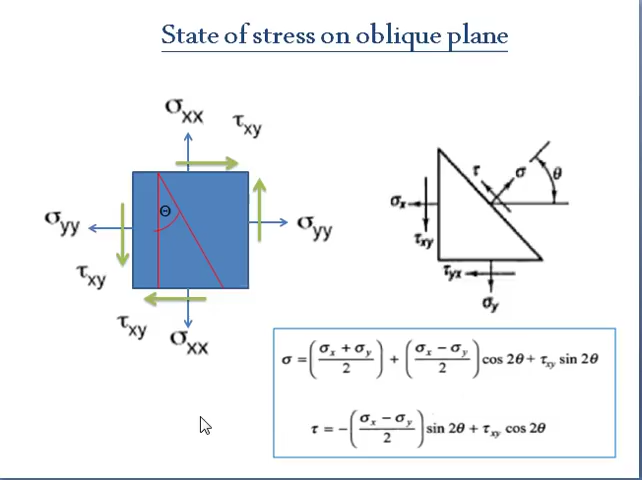 State of stress on oblique plane
σxx
τxy
Θ
σyy
σyy
τxy
τxy
σxx
τ
σ
θ
σx
τxy
τyx
σy
σ = ((σx + σy)/2) + ((σx − σy)/2) cos 2θ + τxy sin 2θ
τ = −((σx − σy)/2) sin 2θ + τxy cos 2θ